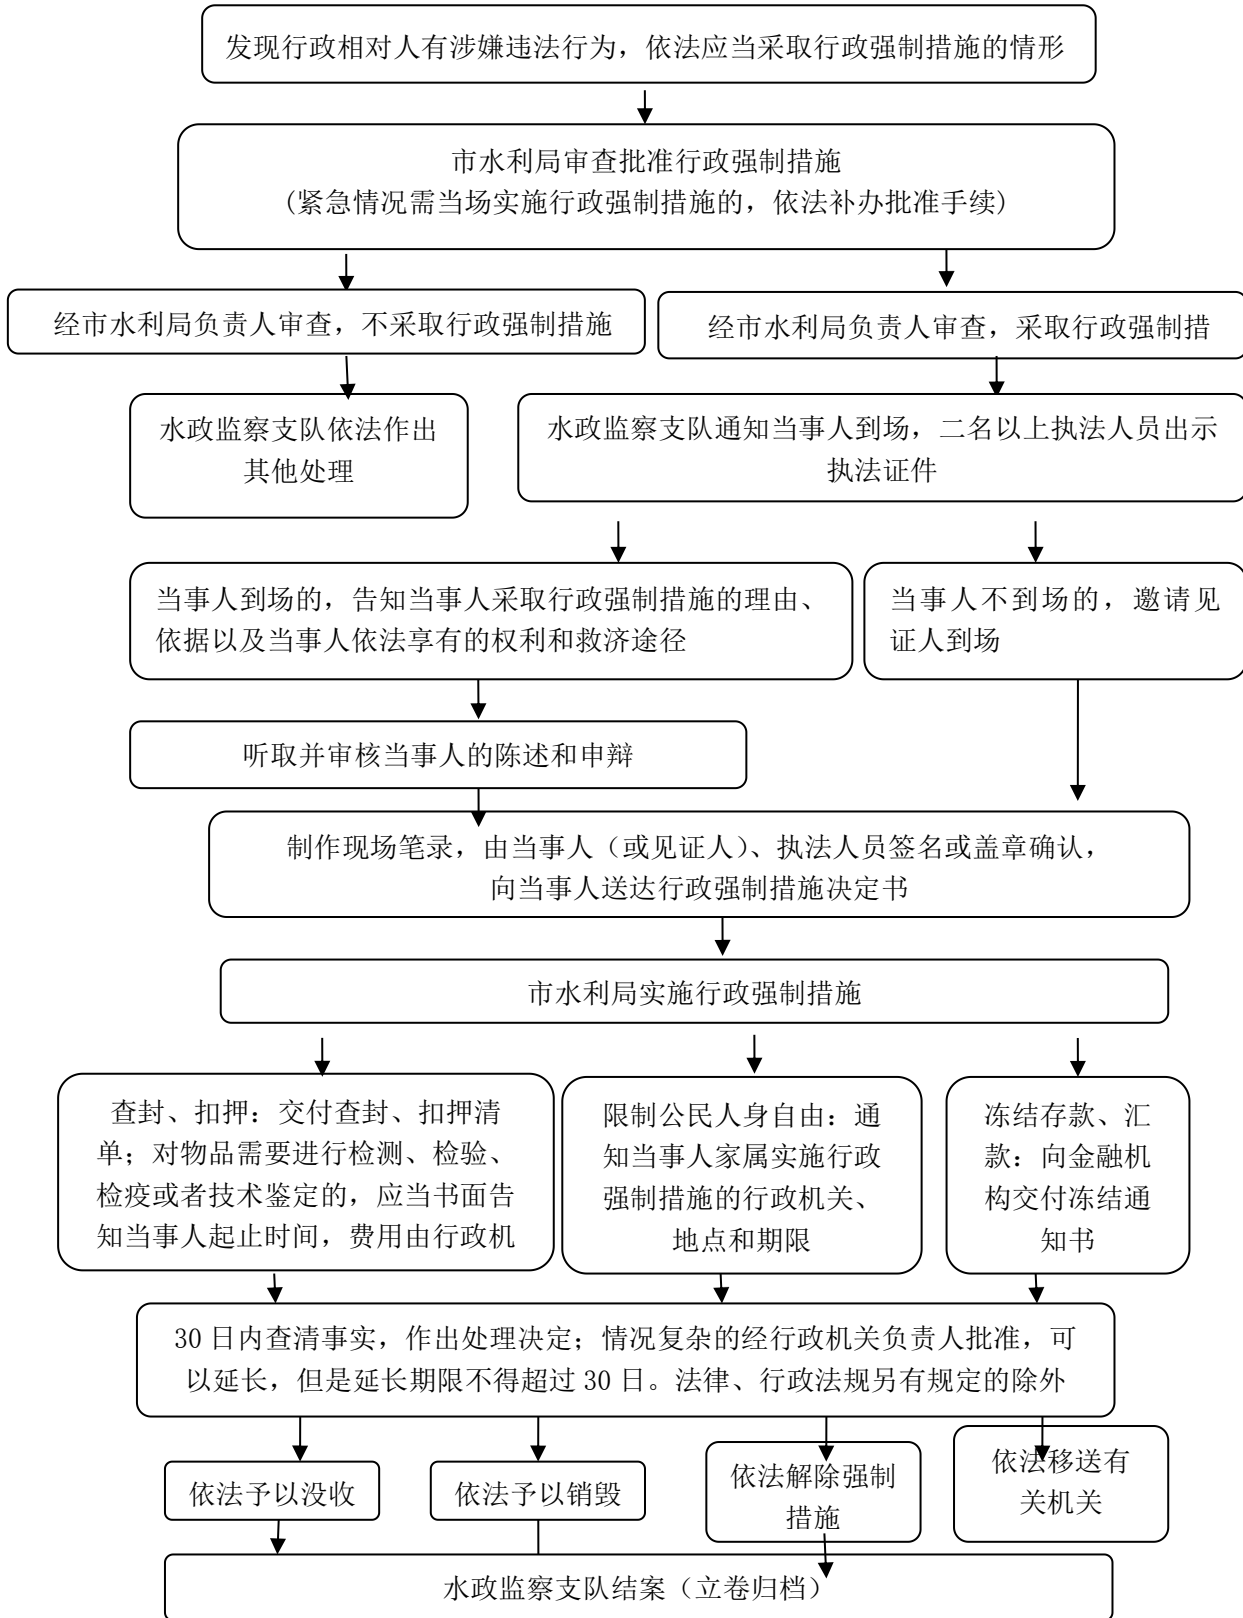 发现行政相对人有涉嫌违法行为，依法应当采取行政强制措施的情形
市水利局审查批准行政强制措施
(紧急情况需当场实施行政强制措施的，依法补办批准手续)
经市水利局负责人审查，不采取行政强制措施
经市水利局负责人审查，采取行政强制措
水政监察支队依法作出
其他处理
水政监察支队通知当事人到场，二名以上执法人员出示
执法证件
当事人到场的，告知当事人采取行政强制措施的理由、
依据以及当事人依法享有的权利和救济途径
当事人不到场的，邀请见
证人到场
听取并审核当事人的陈述和申辩
制作现场笔录，由当事人（或见证人）、执法人员签名或盖章确认，
向当事人送达行政强制措施决定书
市水利局实施行政强制措施
查封、扣押：交付查封、扣押清
单；对物品需要进行检测、检验、
检疫或者技术鉴定的，应当书面告
知当事人起止时间，费用由行政机
限制公民人身自由：通
知当事人家属实施行政
强制措施的行政机关、
地点和期限
冻结存款、汇
款：向金融机
构交付冻结通
知书
30 日内查清事实，作出处理决定；情况复杂的经行政机关负责人批准，可
以延长，但是延长期限不得超过 30 日。法律、行政法规另有规定的除外
依法予以没收
依法予以销毁
依法解除强制
措施
依法移送有
关机关
水政监察支队结案（立卷归档）